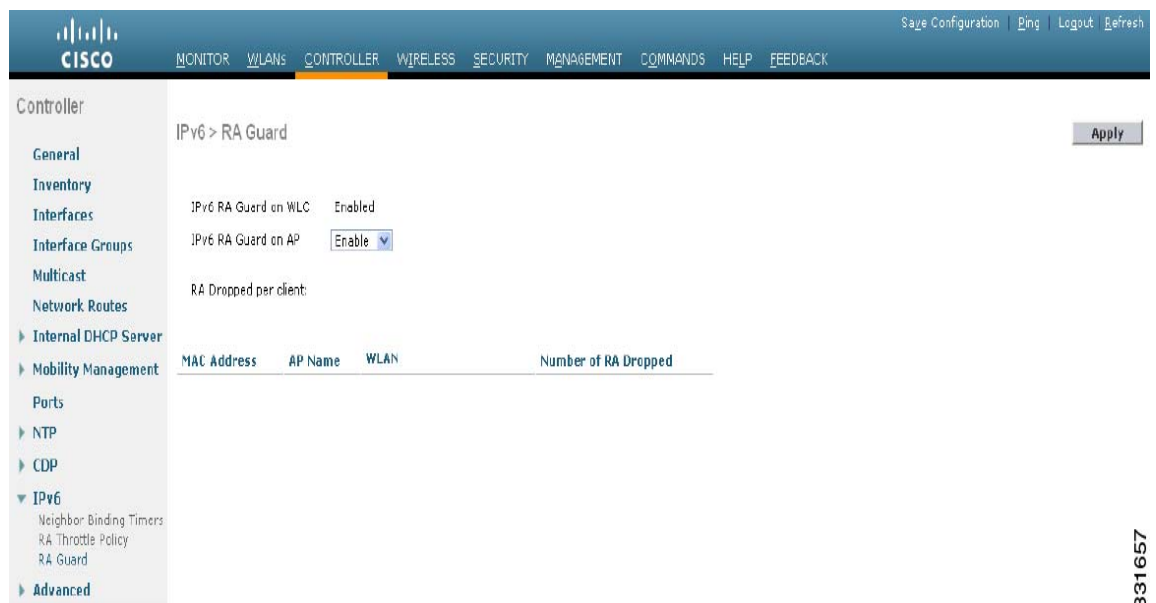 Save Configuration | Ping | Logout | Refresh
CISCO
MONITOR WLANs CONTROLLER WIRELESS SECURITY MANAGEMENT COMMANDS HELP FEEDBACK
Controller
General
Inventory
Interfaces
Interface Groups
Multicast
Network Routes
Internal DHCP Server
Mobility Management
Ports
NTP
CDP
IPv6
Neighbor Binding Timers
RA Throttle Policy
RA Guard
Advanced
IPv6 > RA Guard
Apply
IPv6 RA Guard on WLC Enabled
IPv6 RA Guard on AP Enable
RA Dropped per client:
MAC Address AP Name WLAN Number of RA Dropped
331657